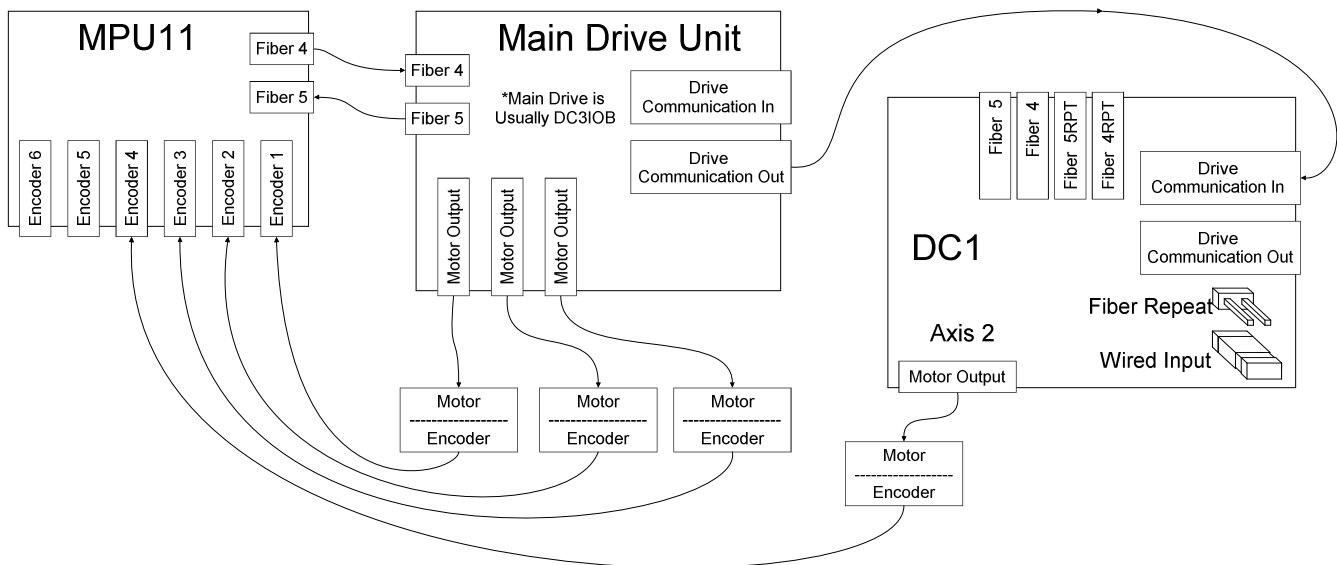 MPU11
Fiber 4
Fiber 5
Encoder 6
Encoder 5
Encoder 4
Encoder 3
Encoder 2
Encoder 1
Main Drive Unit
Fiber 4
Fiber 5
*Main Drive is
Usually DC3IOB
Drive
Communication In
Drive
Communication Out
Motor Output
Motor Output
Motor Output
Motor
Encoder
Motor
Encoder
Motor
Encoder
Fiber 5
Fiber 4
Fiber 5RPT
Fiber 4RPT
Drive
Communication In
Drive
Communication Out
DC1
Fiber Repeat
Wired Input
Axis 2
Motor Output
Motor
Encoder